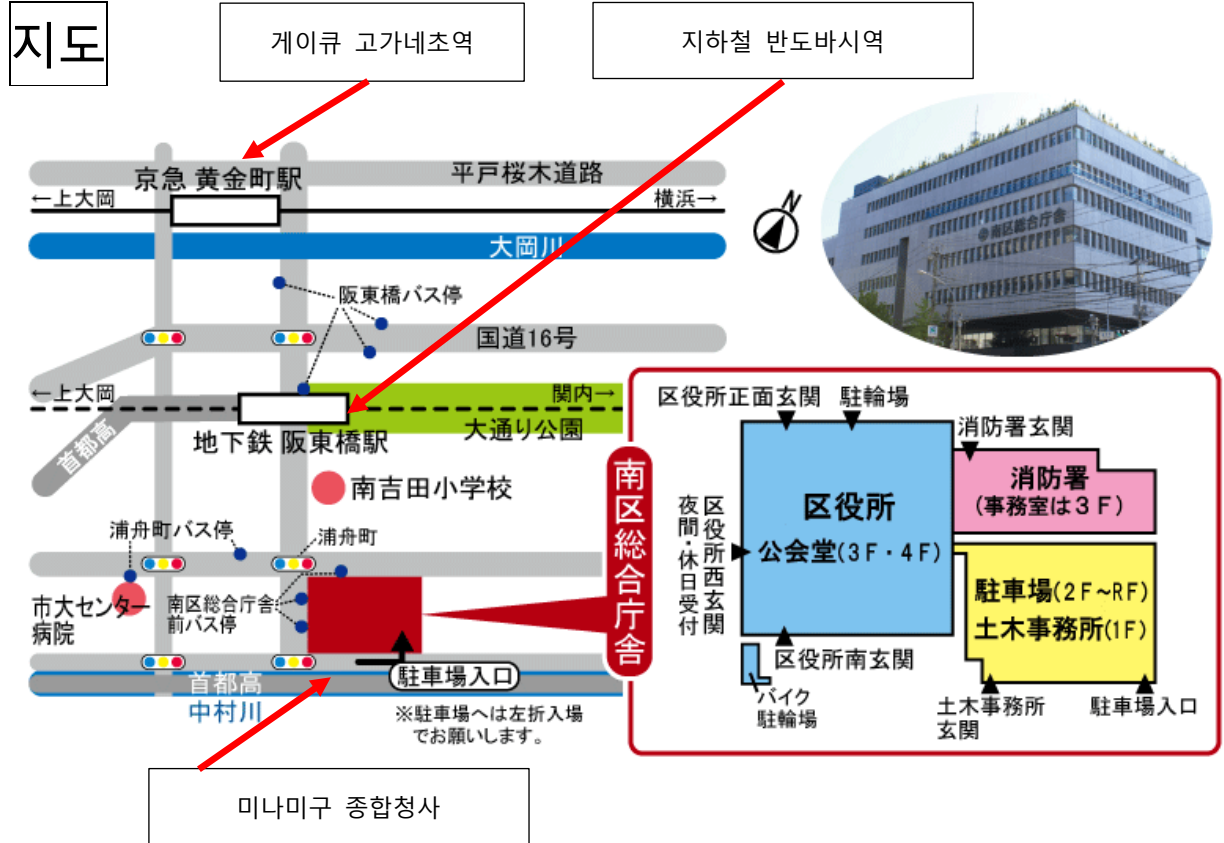 지도
게이큐 고가네초역
지하철 반도바시역
京急 黄金町駅
平戸桜木道路
←上大岡
横浜→
N
大岡川
南区総合庁舎
阪東橋バス停
国道16号
←上大岡
関内→
首都高
地下鉄 阪東橋駅
大通り公園
南吉田小学校
浦舟町バス停
浦舟町
市大センター
病院
南区総合庁舎
前バス停
首都高
中村川
駐車場入口
※駐車場へは左折入場
でお願いします。
南区総合庁舎
区役所正面玄関
駐輪場
消防署玄関
消防署
(事務室は3F)
区役所
公会堂(3F・4F)
区役所西玄関
夜間・休日受付
駐車場(2F~RF)
土木事務所(1F)
区役所南玄関
バイク
駐輪場
土木事務所
玄関
駐車場入口
미나미구 종합청사